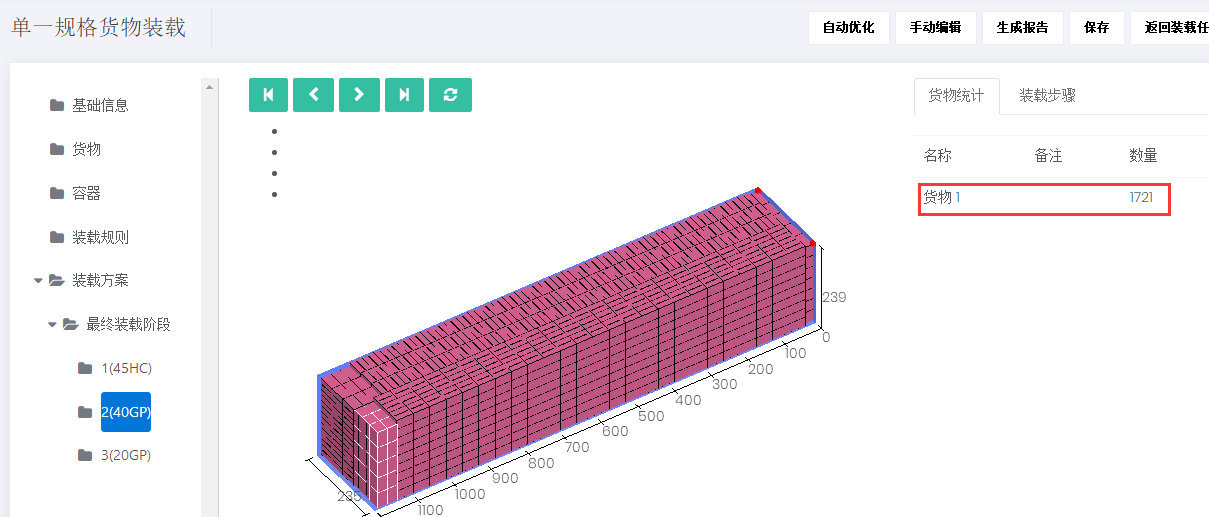 单一规格货物装载
自动优化 手动编辑 生成报告 保存 返回装载任
基础信息
货物
容器
装载规则
装载方案
最终装载阶段
1(45HC)
2(40GP)
3(20GP)
239
0
100
200
300
400
500
600
700
800
900
1000
1100
235
货物统计 装载步骤
名称 备注 数量
货物 1 1721